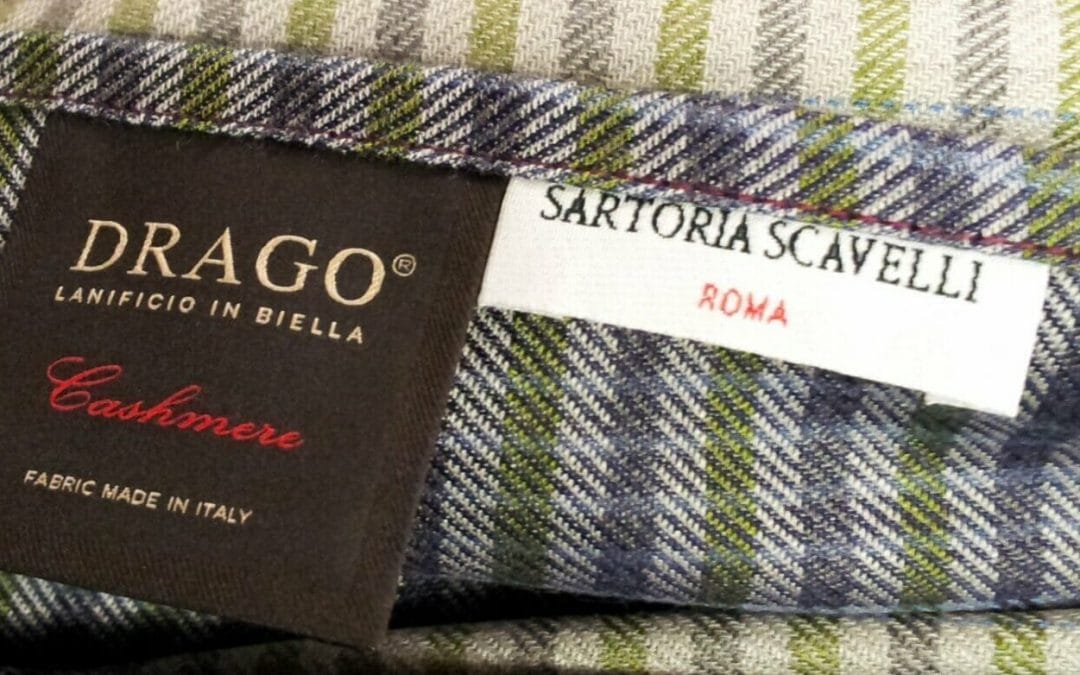 DRAGO®
LANIFICIO IN BIELLA
Cashmere
FABRIC MADE IN ITALY
SARTORIA SCAVELLI
ROMA